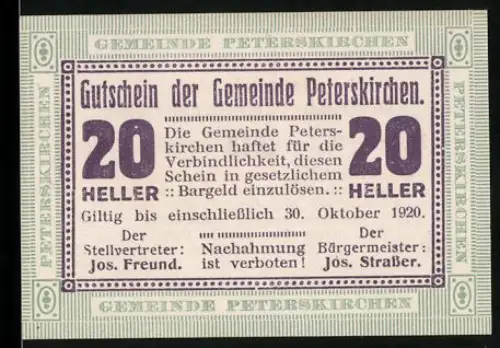 GEMEINDE PETERSKIRCHEN
PETERSKIRCHEN
PETERSKIRCHEN
Gutschein der Gemeinde Peterskirchen.
20
HELLER
Die Gemeinde Peters-
kirchen haftet für die
Verbindlichkeit, diesen
Schein in gesetzlichem
:: Bargeld einzulösen. ::
20
HELLER
Giltig bis einschließlich 30. Oktober 1920.
Der
Stellvertreter:
Jos. Freund.
Nachahmung
ist verboten!
Der
Bürgermeister:
Jos. Straßer.
GEMEINDE PETERSKIRCHEN